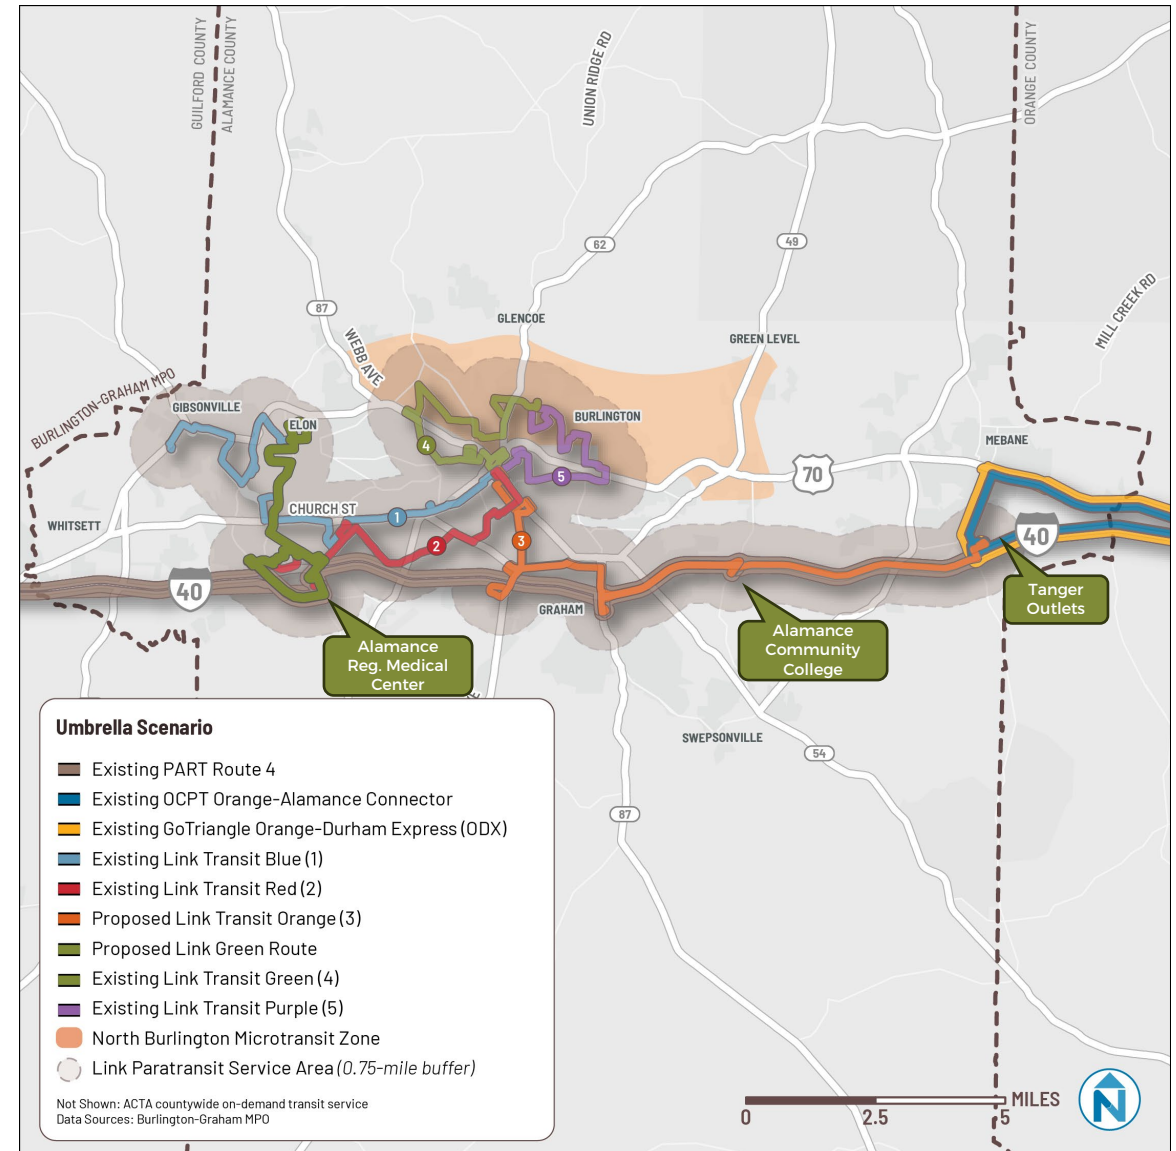 GUILFORD COUNTY
ALAMANCE COUNTY
UNION RIDGE RD
ORANGE COUNTY
62
49
MILL CREEK RD
87
GLENCOE
WEBB AVE
GREEN LEVEL
BURLINGTON-GRAHAM MPO
GIBSONVILLE
ELON
BURLINGTON
4
5
MEBANE
70
CHURCH ST
1
WHITSETT
2
3
40
40
GRAHAM
Tanger
Outlets
Alamance
Reg. Medical
Center
Alamance
Community
College
SWEPSONVILLE
54
87
Umbrella Scenario
Existing PART Route 4
Existing OCPT Orange-Alamance Connector
Existing GoTriangle Orange-Durham Express (ODX)
Existing Link Transit Blue (1)
Existing Link Transit Red (2)
Proposed Link Transit Orange (3)
Proposed Link Green Route
Existing Link Transit Green (4)
Existing Link Transit Purple (5)
North Burlington Microtransit Zone
Link Paratransit Service Area (0.75-mile buffer)
Not Shown: ACTA countywide on-demand transit service
Data Sources: Burlington-Graham MPO
MILES
0 2.5 5
N